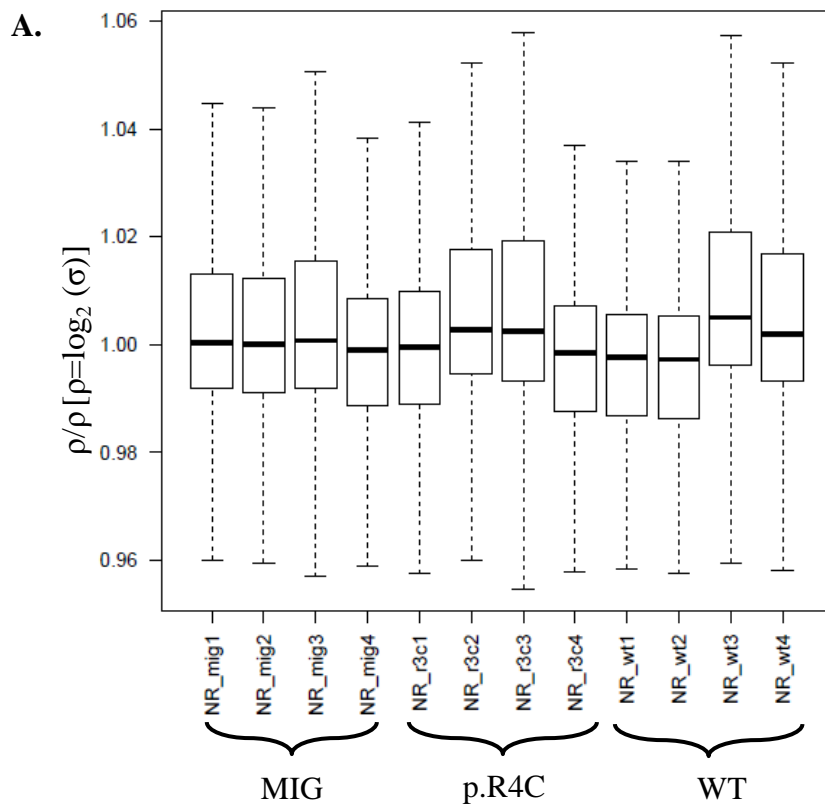 A.
ρ/ρ [ρ=log₂ (σ)]
1.06
1.04
1.02
1.00
0.98
0.96
NR_mig1
NR_mig2
NR_mig3
NR_mig4
NR_r3c1
NR_r3c2
NR_r3c3
NR_r3c4
NR_wt1
NR_wt2
NR_wt3
NR_wt4
MIG
p.R4C
WT